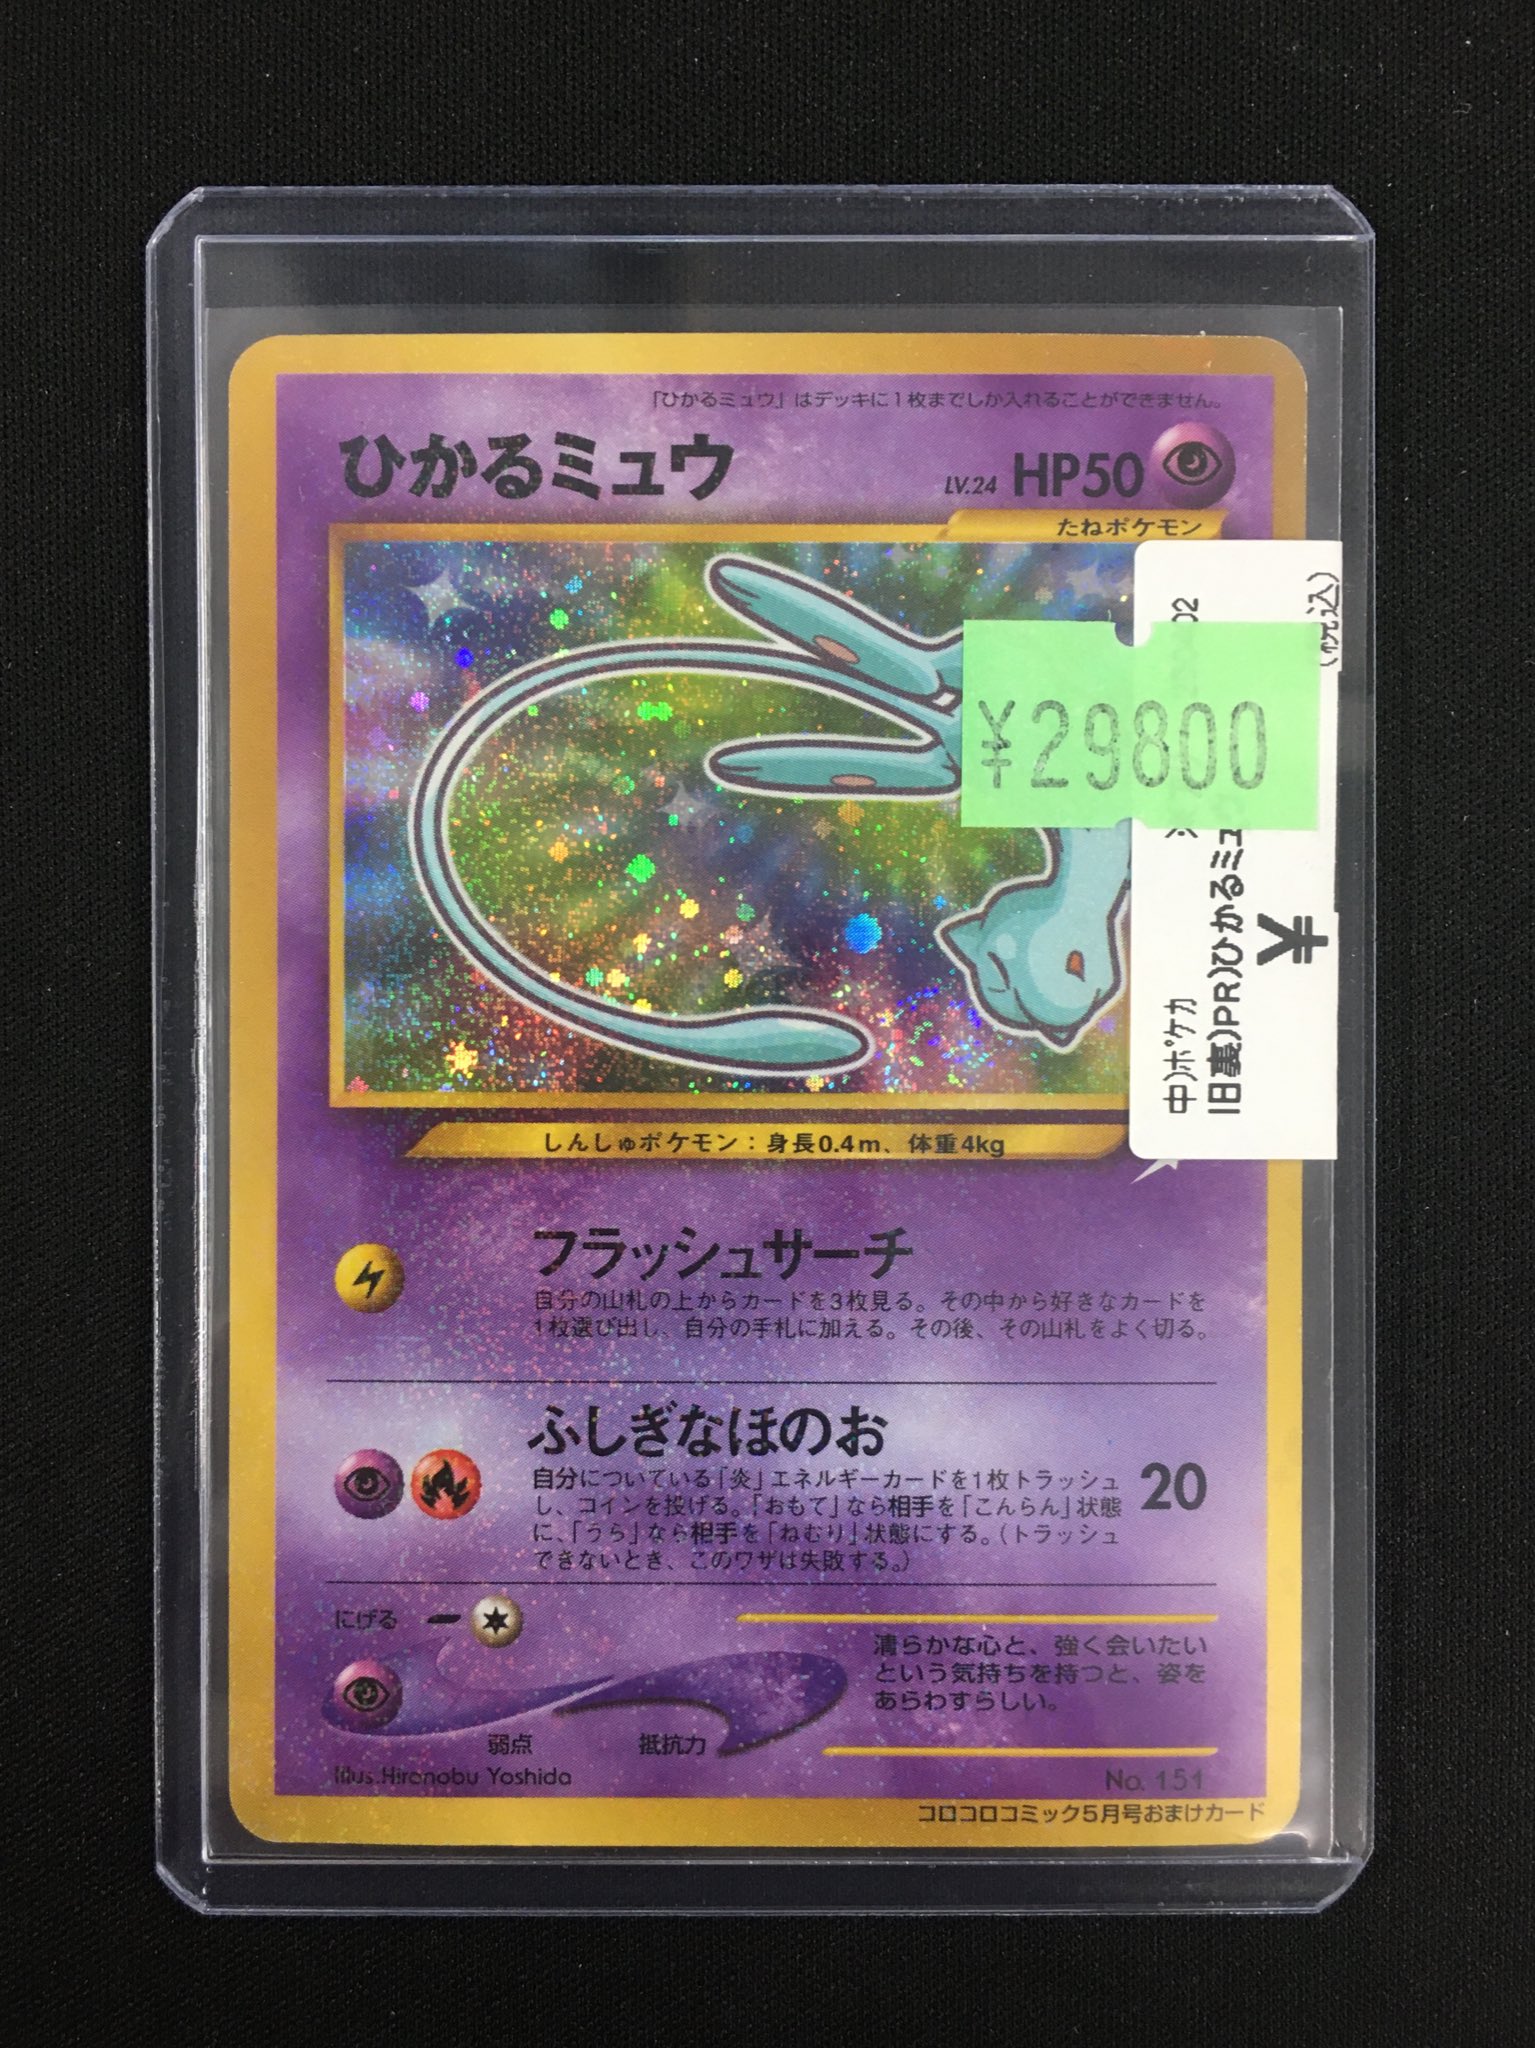 「ひかるミュウ」はデッキに1枚までしか入れることができません。
ひかるミュウ
LV.24 HP50
たねポケモン
(税込)
02
¥29800
中)ポケカ
旧裏)PR)ひかるミュウ
¥
しんしゅポケモン:身長0.4m、体重4kg
フラッシュサーチ
自分の山札の上からカードを3枚見る。その中から好きなカードを
1枚選び出し、自分の手札に加える。その後、その山札をよく切る。
ふしぎなほのお
20
自分についている「炎」エネルギーカードを1枚トラッシュ
し、コインを投げる。「おもて」なら相手を「こんらん」状態
に、「うら」なら相手を「ねむり」状態にする。(トラッシュ
できないとき、このワザは失敗する。)
にげる
清らかな心と、強く会いたい
という気持ちを持つと、姿を
あらわすらしい。
弱点
抵抗力
Illus.Hironobu Yoshida
No. 151
コロコロコミック5月号おまけカード